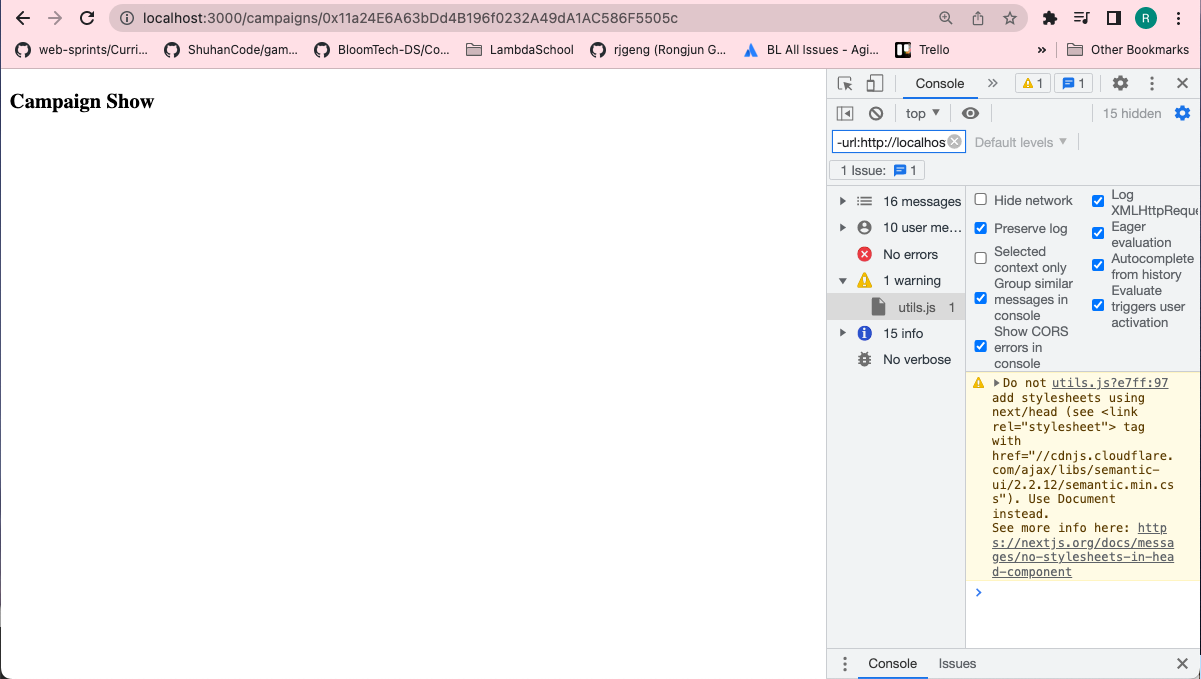 localhost:3000/campaigns/0x11a24E6A63bDd4B196f0232A49dA1AC586F5505c
R
web-sprints/Curri...
ShuhanCode/gam...
BloomTech-DS/Co...
LambdaSchool
rjgeng (Rongjun G...
BL All Issues - Agi...
Trello
»
Other Bookmarks
Campaign Show
Console
»
1
1
top
15 hidden
-url:http://localhos
Default levels
1 Issue:
1
16 messages
10 user me...
No errors
1 warning
utils.js 1
15 info
No verbose
Hide network
Preserve log
Selected
context only
Group similar
messages in
console
Show CORS
errors in
console
Log
XMLHttpReque
Eager
evaluation
Autocomplete
from history
Evaluate
triggers user
activation
Do not utils.js?e7ff:97
add stylesheets using
next/head (see <link
rel="stylesheet"> tag
with
href="//cdnjs.cloudflare.
com/ajax/libs/semantic-
ui/2.2.12/semantic.min.cs
s"). Use Document
instead.
See more info here: http
s://nextjs.org/docs/messa
ges/no-stylesheets-in-hea
d-component
Console
Issues